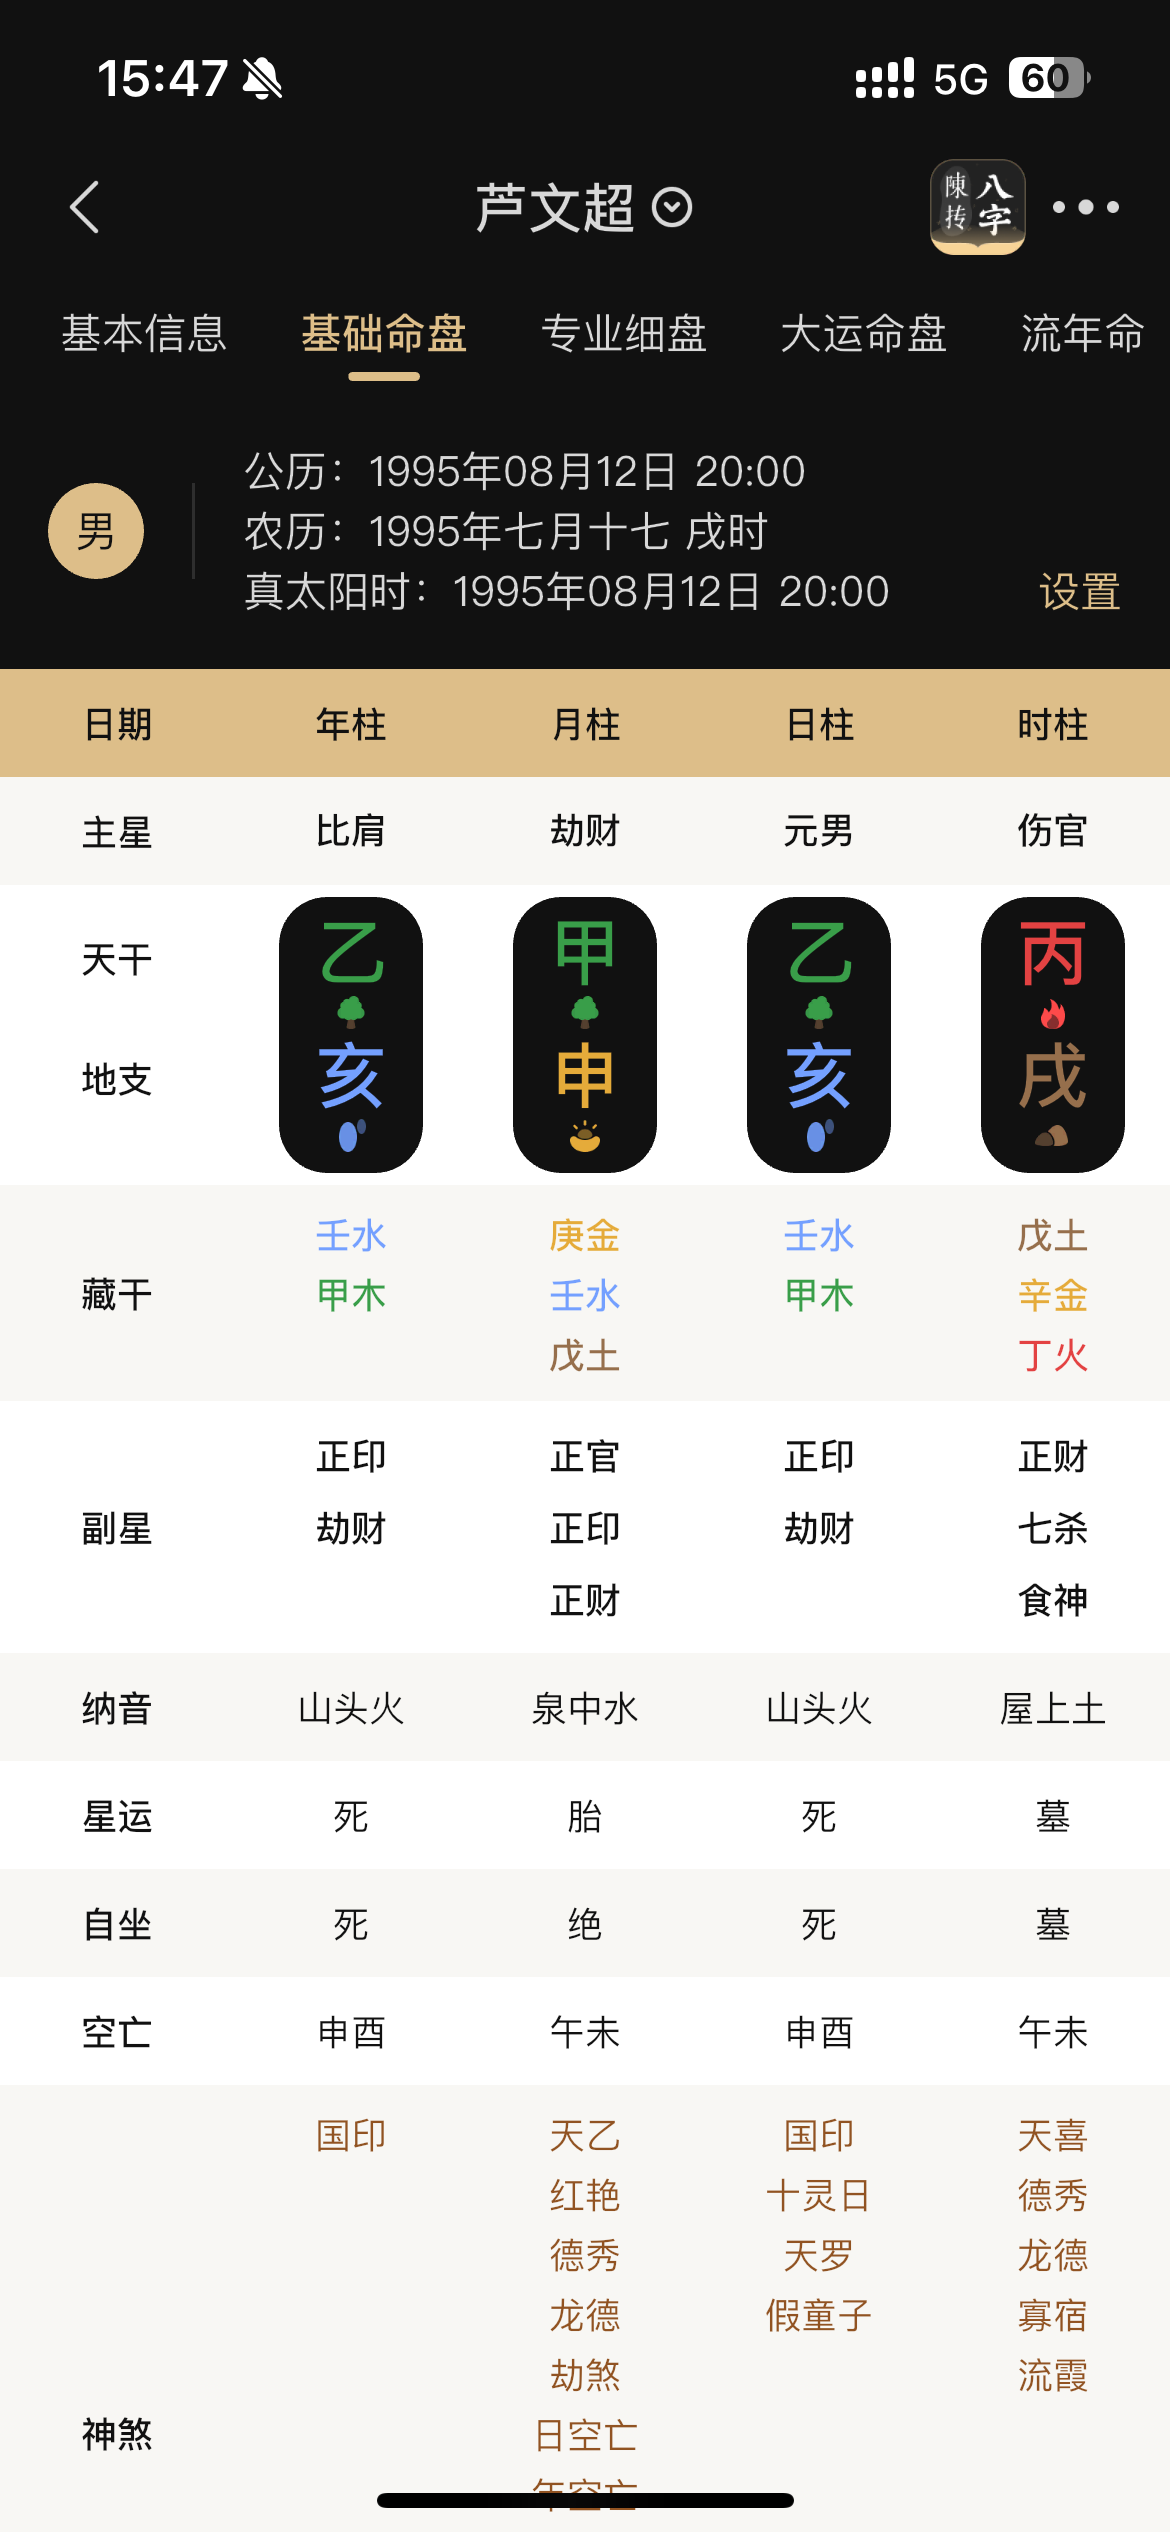 15:47 5G 60
芦文超 陳抟 八字
基本信息 基础命盘 专业细盘 大运命盘 流年命
公历：1995年08月12日 20:00
农历：1995年七月十七 戌时
男
真太阳时：1995年08月12日 20:00 设置
日期 年柱 月柱 日柱 时柱
主星 比肩 劫财 元男 伤官
天干 乙 甲 乙 丙
地支 亥 申 亥 戌
壬水 庚金 壬水 戊土
藏干 甲木 壬水 甲木 辛金
戊土 丁火
正印 正官 正印 正财
副星 劫财 正印 劫财 七杀
正财 食神
纳音 山头火 泉中水 山头火 屋上土
星运 死 胎 死 墓
自坐 死 绝 死 墓
空亡 申酉 午未 申酉 午未
国印 天乙 国印 天喜
红艳 十灵日 德秀
德秀 天罗 龙德
龙德 假童子 寡宿
劫煞 流霞
神煞 日空亡
年空亡